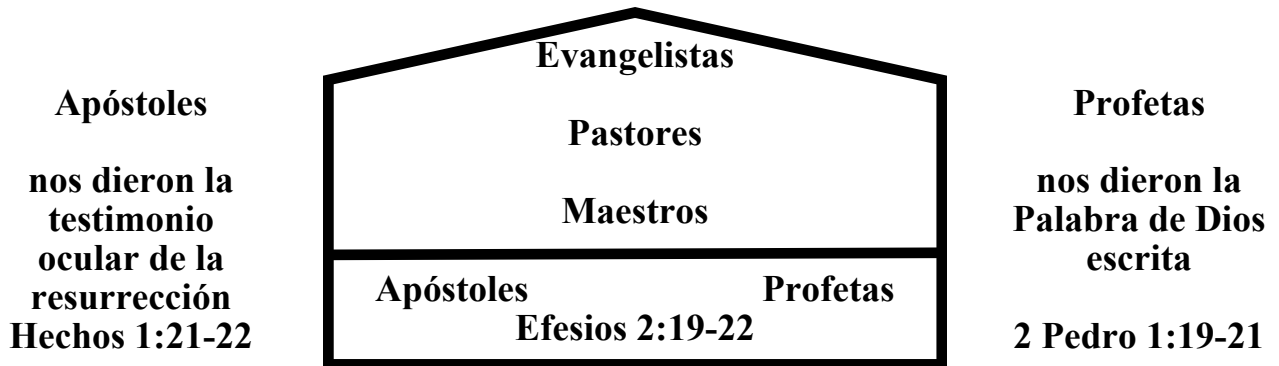 Apóstoles
nos dieron la
testimonio
ocular de la
resurrección
Hechos 1:21-22
Evangelistas
Pastores
Maestros
Apóstoles Profetas
Efesios 2:19-22
Profetas
nos dieron la
Palabra de Dios
escrita
2 Pedro 1:19-21